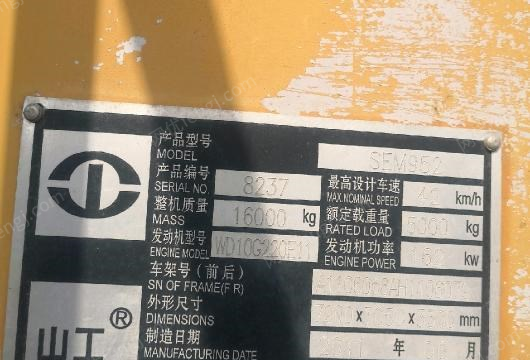 产品型号
MODEL SEM952
产品编号
SERIAL NO. 8237
最高设计车速
MAX.NOMINAL SPEED km/h
整机质量
MASS 16000 kg
额定载重量
RATED LOAD 5000 kg
发动机型号
ENGINE MODEL WD10G220E11
发动机功率
ENGINE POWER 162 kw
车架号(前后)
SN OF FRAME(F R)
外形尺寸
DIMENSIONS mm
制造日期
MANUFACTURING DATE 年 月
山工®